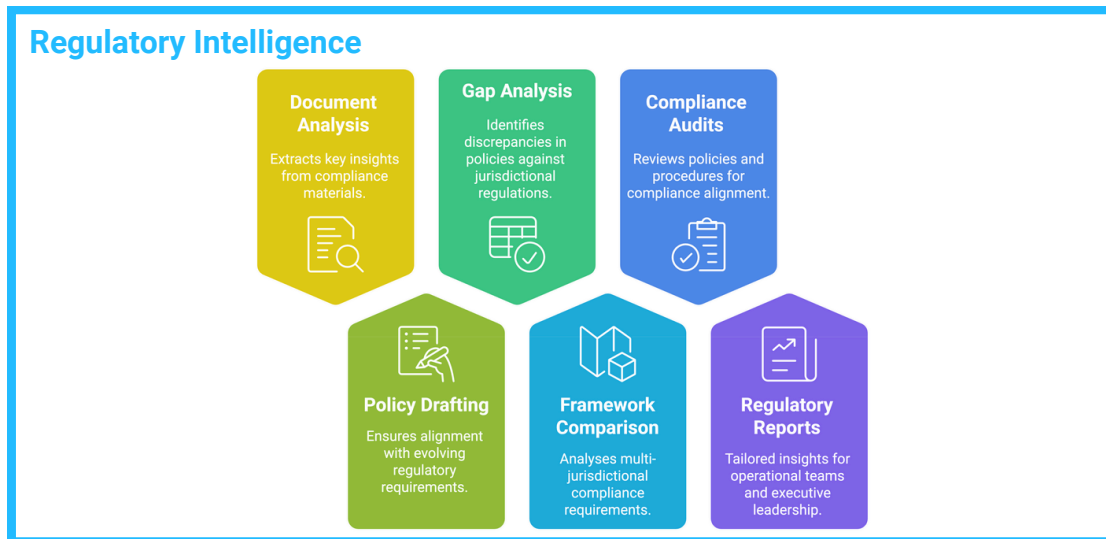 Regulatory Intelligence
Document
Analysis
Extracts key insights
from compliance
materials.
Gap Analysis
Identifies
discrepancies in
policies against
jurisdictional
regulations.
Compliance
Audits
Reviews policies and
procedures for
compliance alignment.
Policy Drafting
Ensures alignment
with evolving
regulatory
requirements.
Framework
Comparison
Analyses multi-
jurisdictional
compliance
requirements.
Regulatory
Reports
Tailored insights for
operational teams
and executive
leadership.